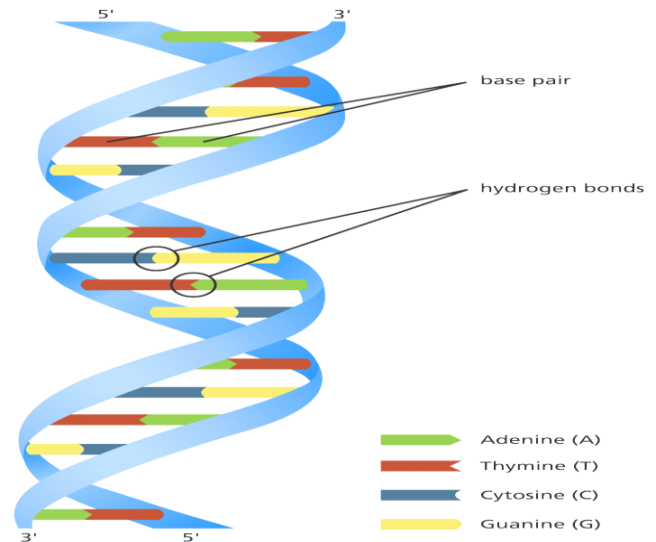 5' 3'
base pair
hydrogen bonds
Adenine (A)
Thymine (T)
Cytosine (C)
Guanine (G)
3' 5'